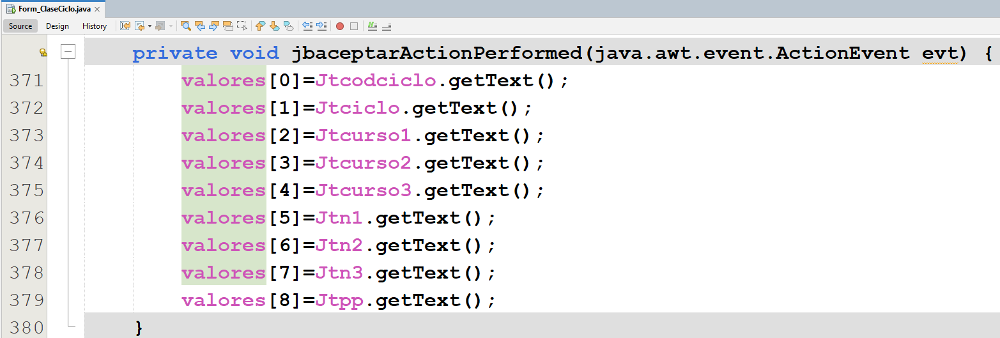 Form_ClaseCiclo.java ×
Source Design History
private void jbaceptarActionPerformed(java.awt.event.ActionEvent evt) {
371 valores[0]=Jtcodciclo.getText();
372 valores[1]=Jtciclo.getText();
373 valores[2]=Jtcurso1.getText();
374 valores[3]=Jtcurso2.getText();
375 valores[4]=Jtcurso3.getText();
376 valores[5]=Jtn1.getText();
377 valores[6]=Jtn2.getText();
378 valores[7]=Jtn3.getText();
379 valores[8]=Jtpp.getText();
380 }